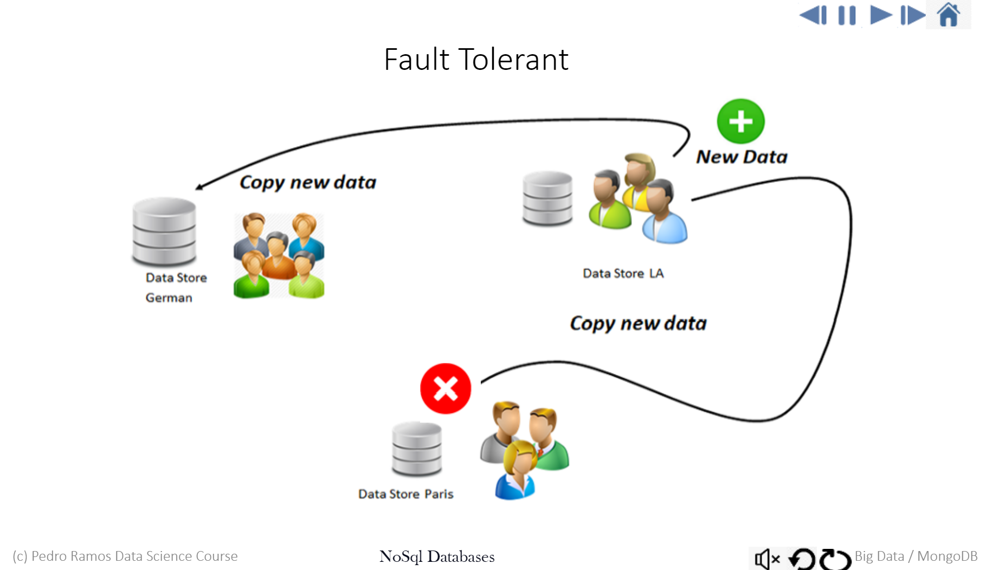 Fault Tolerant
New Data
Copy new data
Data Store
German
Data Store LA
Copy new data
Data Store Paris
(c) Pedro Ramos Data Science Course
NoSql Databases
Big Data / MongoDB